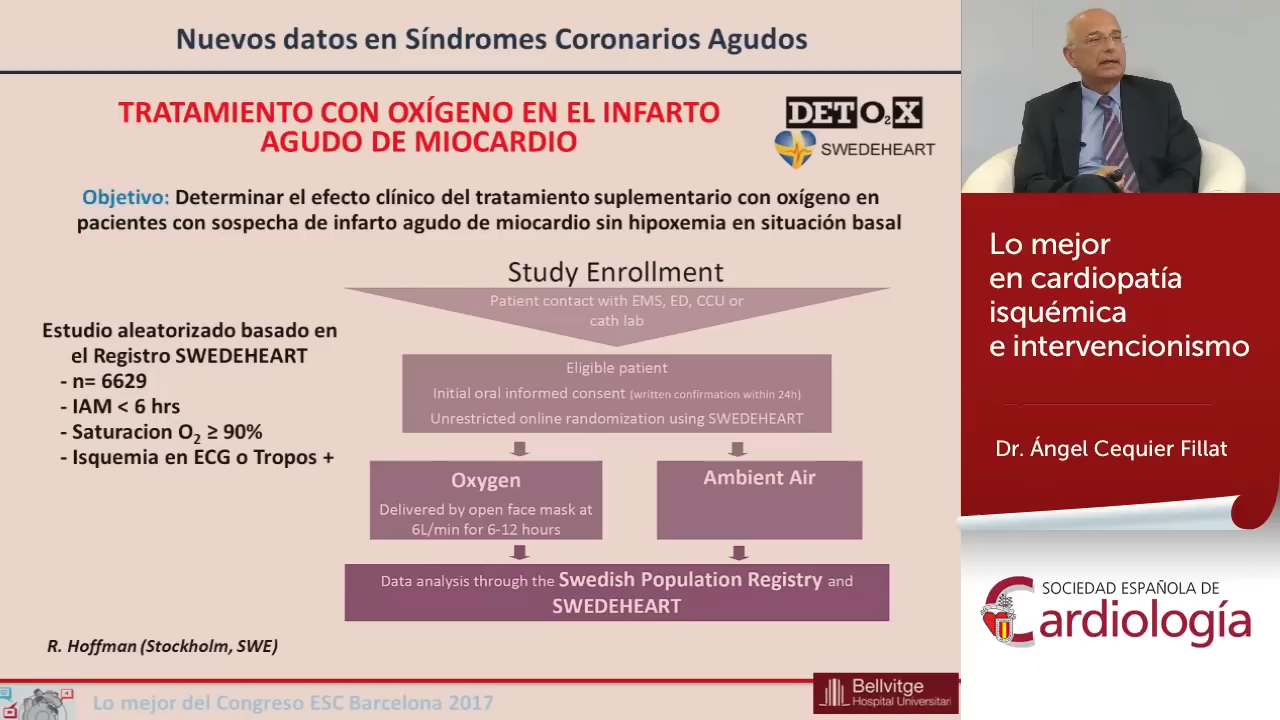 Nuevos datos en Síndromes Coronarios Agudos
TRATAMIENTO CON OXÍGENO EN EL INFARTO
AGUDO DE MIOCARDIO
DETO2X
SWEDEHEART
Objetivo: Determinar el efecto clínico del tratamiento suplementario con oxígeno en
pacientes con sospecha de infarto agudo de miocardio sin hipoxemia en situación basal
Study Enrollment
Patient contact with EMS, ED, CCU or
cath lab
Estudio aleatorizado basado en
el Registro SWEDEHEART
- n= 6629
- IAM < 6 hrs
- Saturacion O2 ≥ 90%
- Isquemia en ECG o Tropos +
Eligible patient
Initial oral informed consent (written confirmation within 24h)
Unrestricted online randomization using SWEDEHEART
Oxygen
Delivered by open face mask at
6L/min for 6-12 hours
Ambient Air
Data analysis through the Swedish Population Registry and
SWEDEHEART
R. Hoffman (Stockholm, SWE)
Lo mejor del Congreso ESC Barcelona 2017
Bellvitge
Hospital Universitari
Lo mejor
en cardiopatía
isquémica
e intervencionismo
Dr. Ángel Cequier Fillat
SOCIEDAD ESPAÑOLA DE
Cardiología